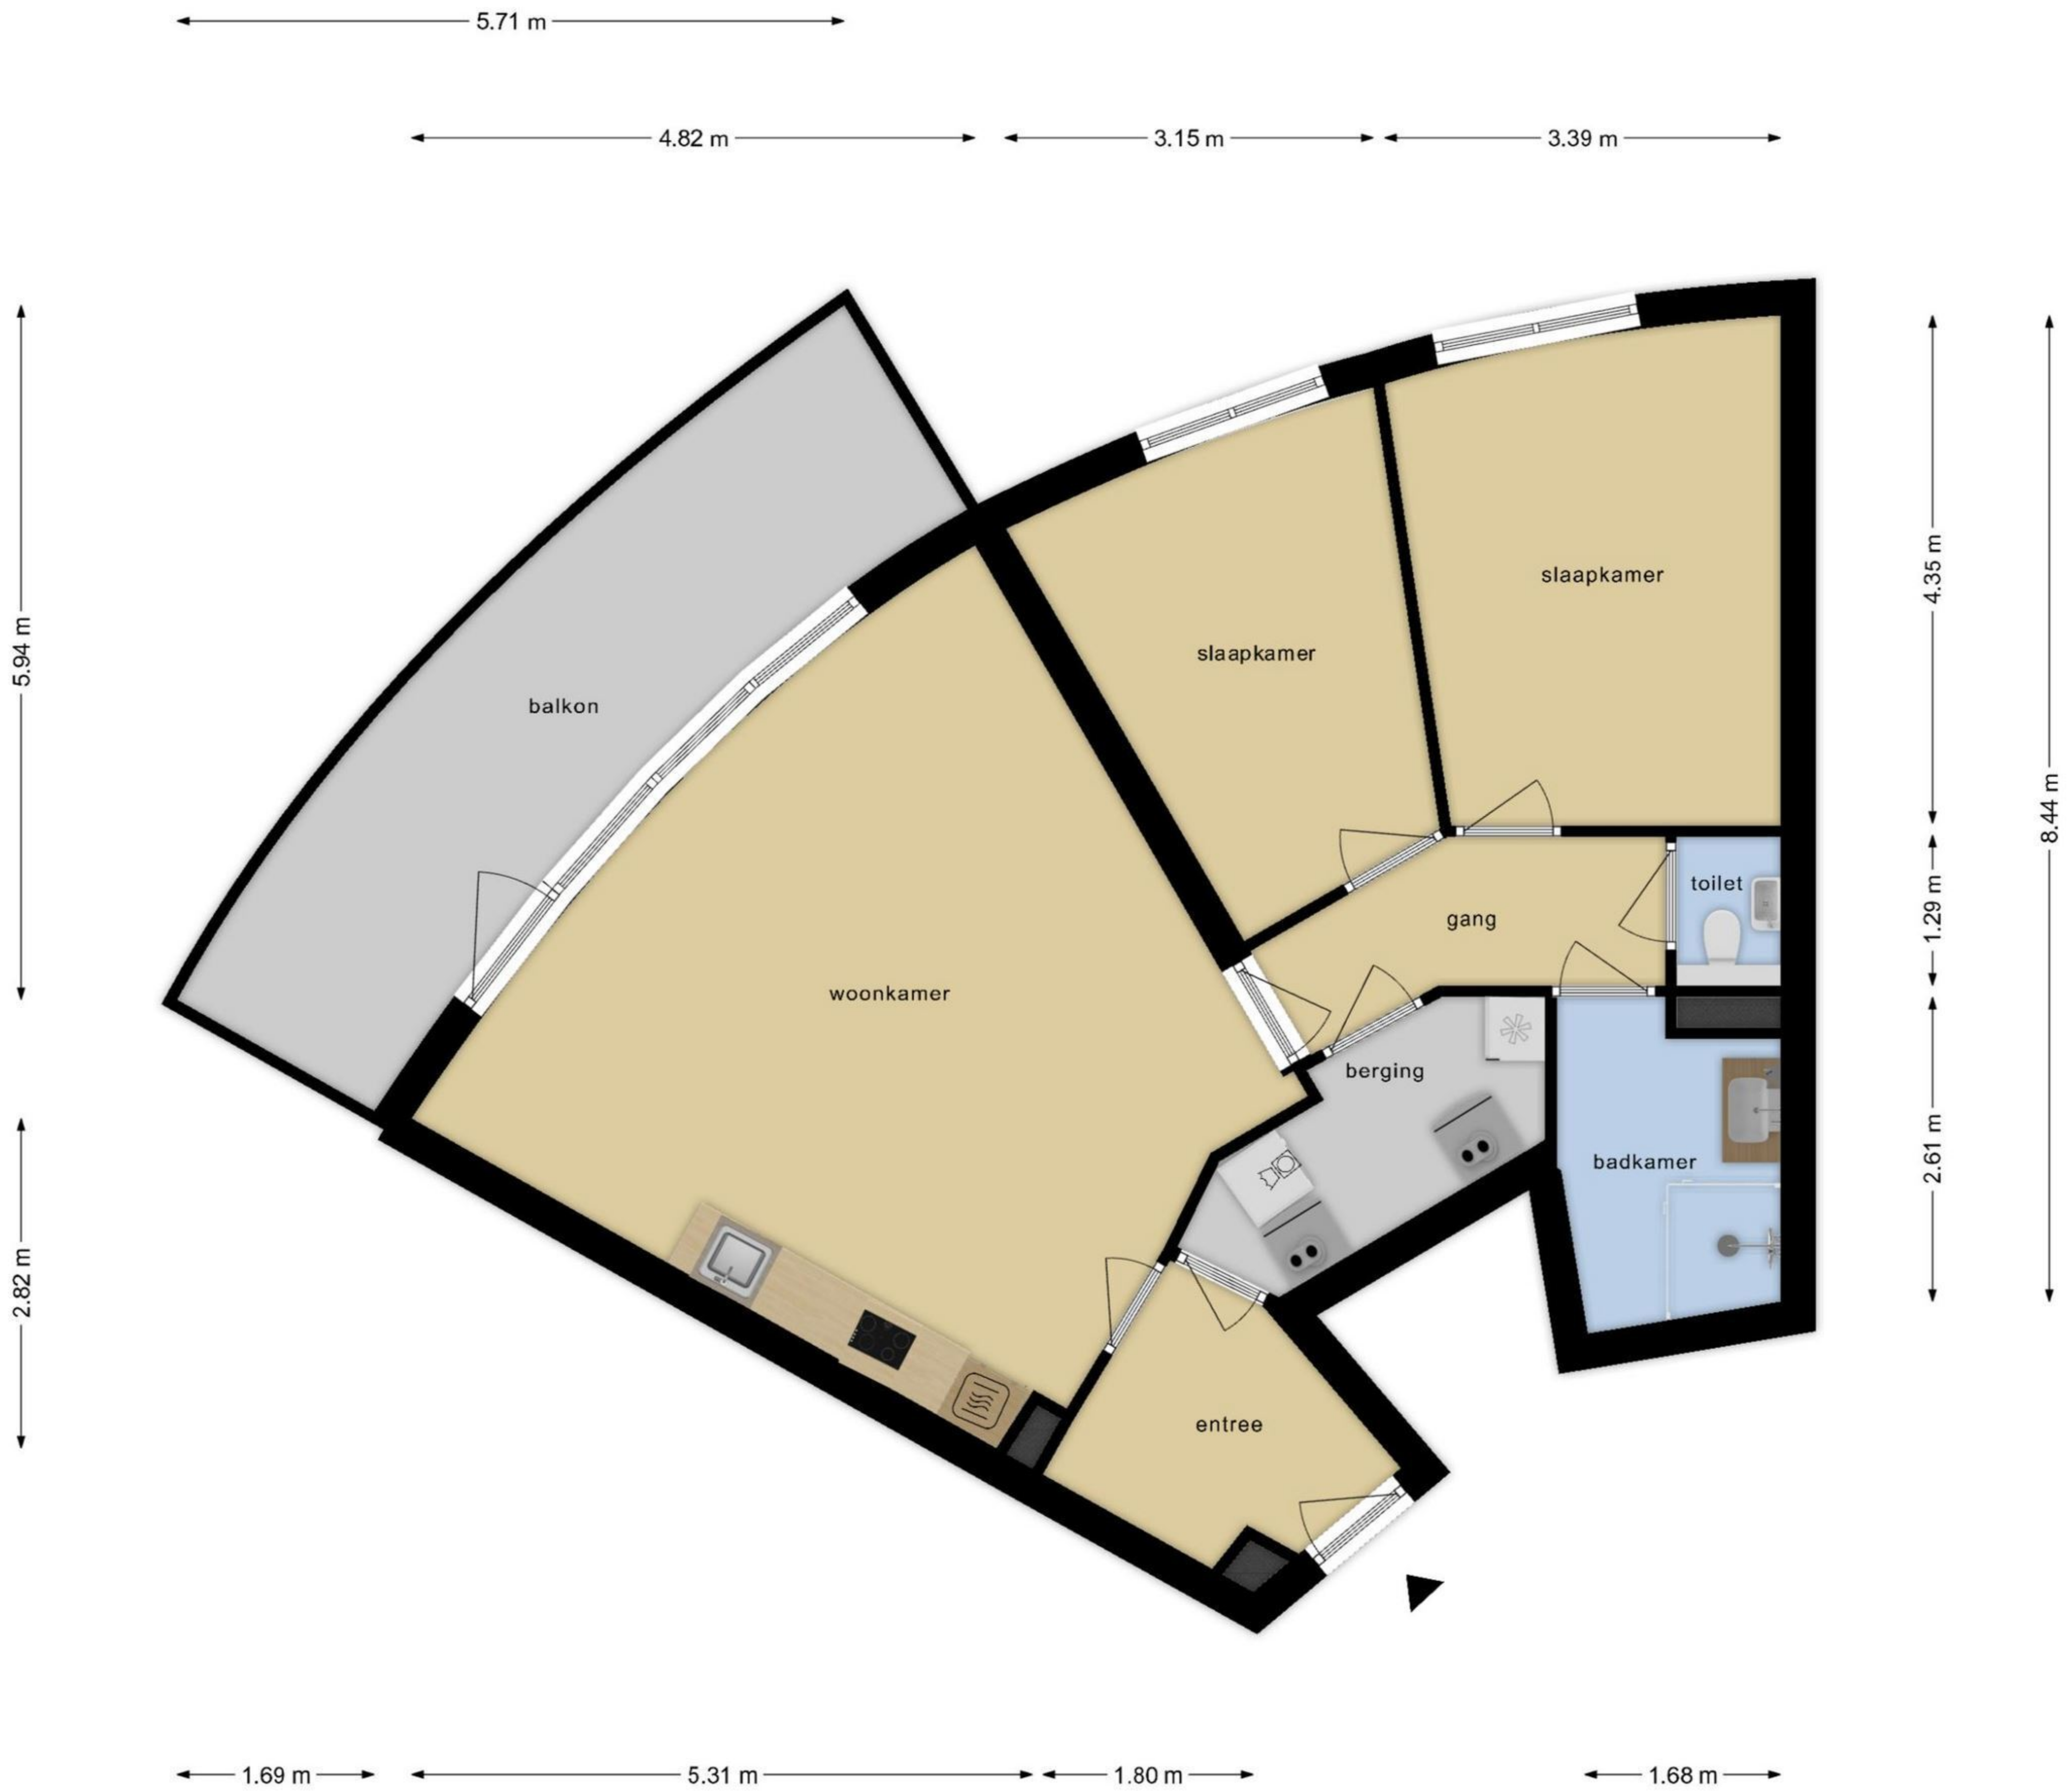 5.71 m
4.82 m
3.15 m
3.39 m
5.94 m
2.82 m
4.35 m
1.29 m
2.61 m
8.44 m
slaapkamer
slaapkamer
balkon
toilet
gang
woonkamer
berging
badkamer
entree
1.69 m
5.31 m
1.80 m
1.68 m